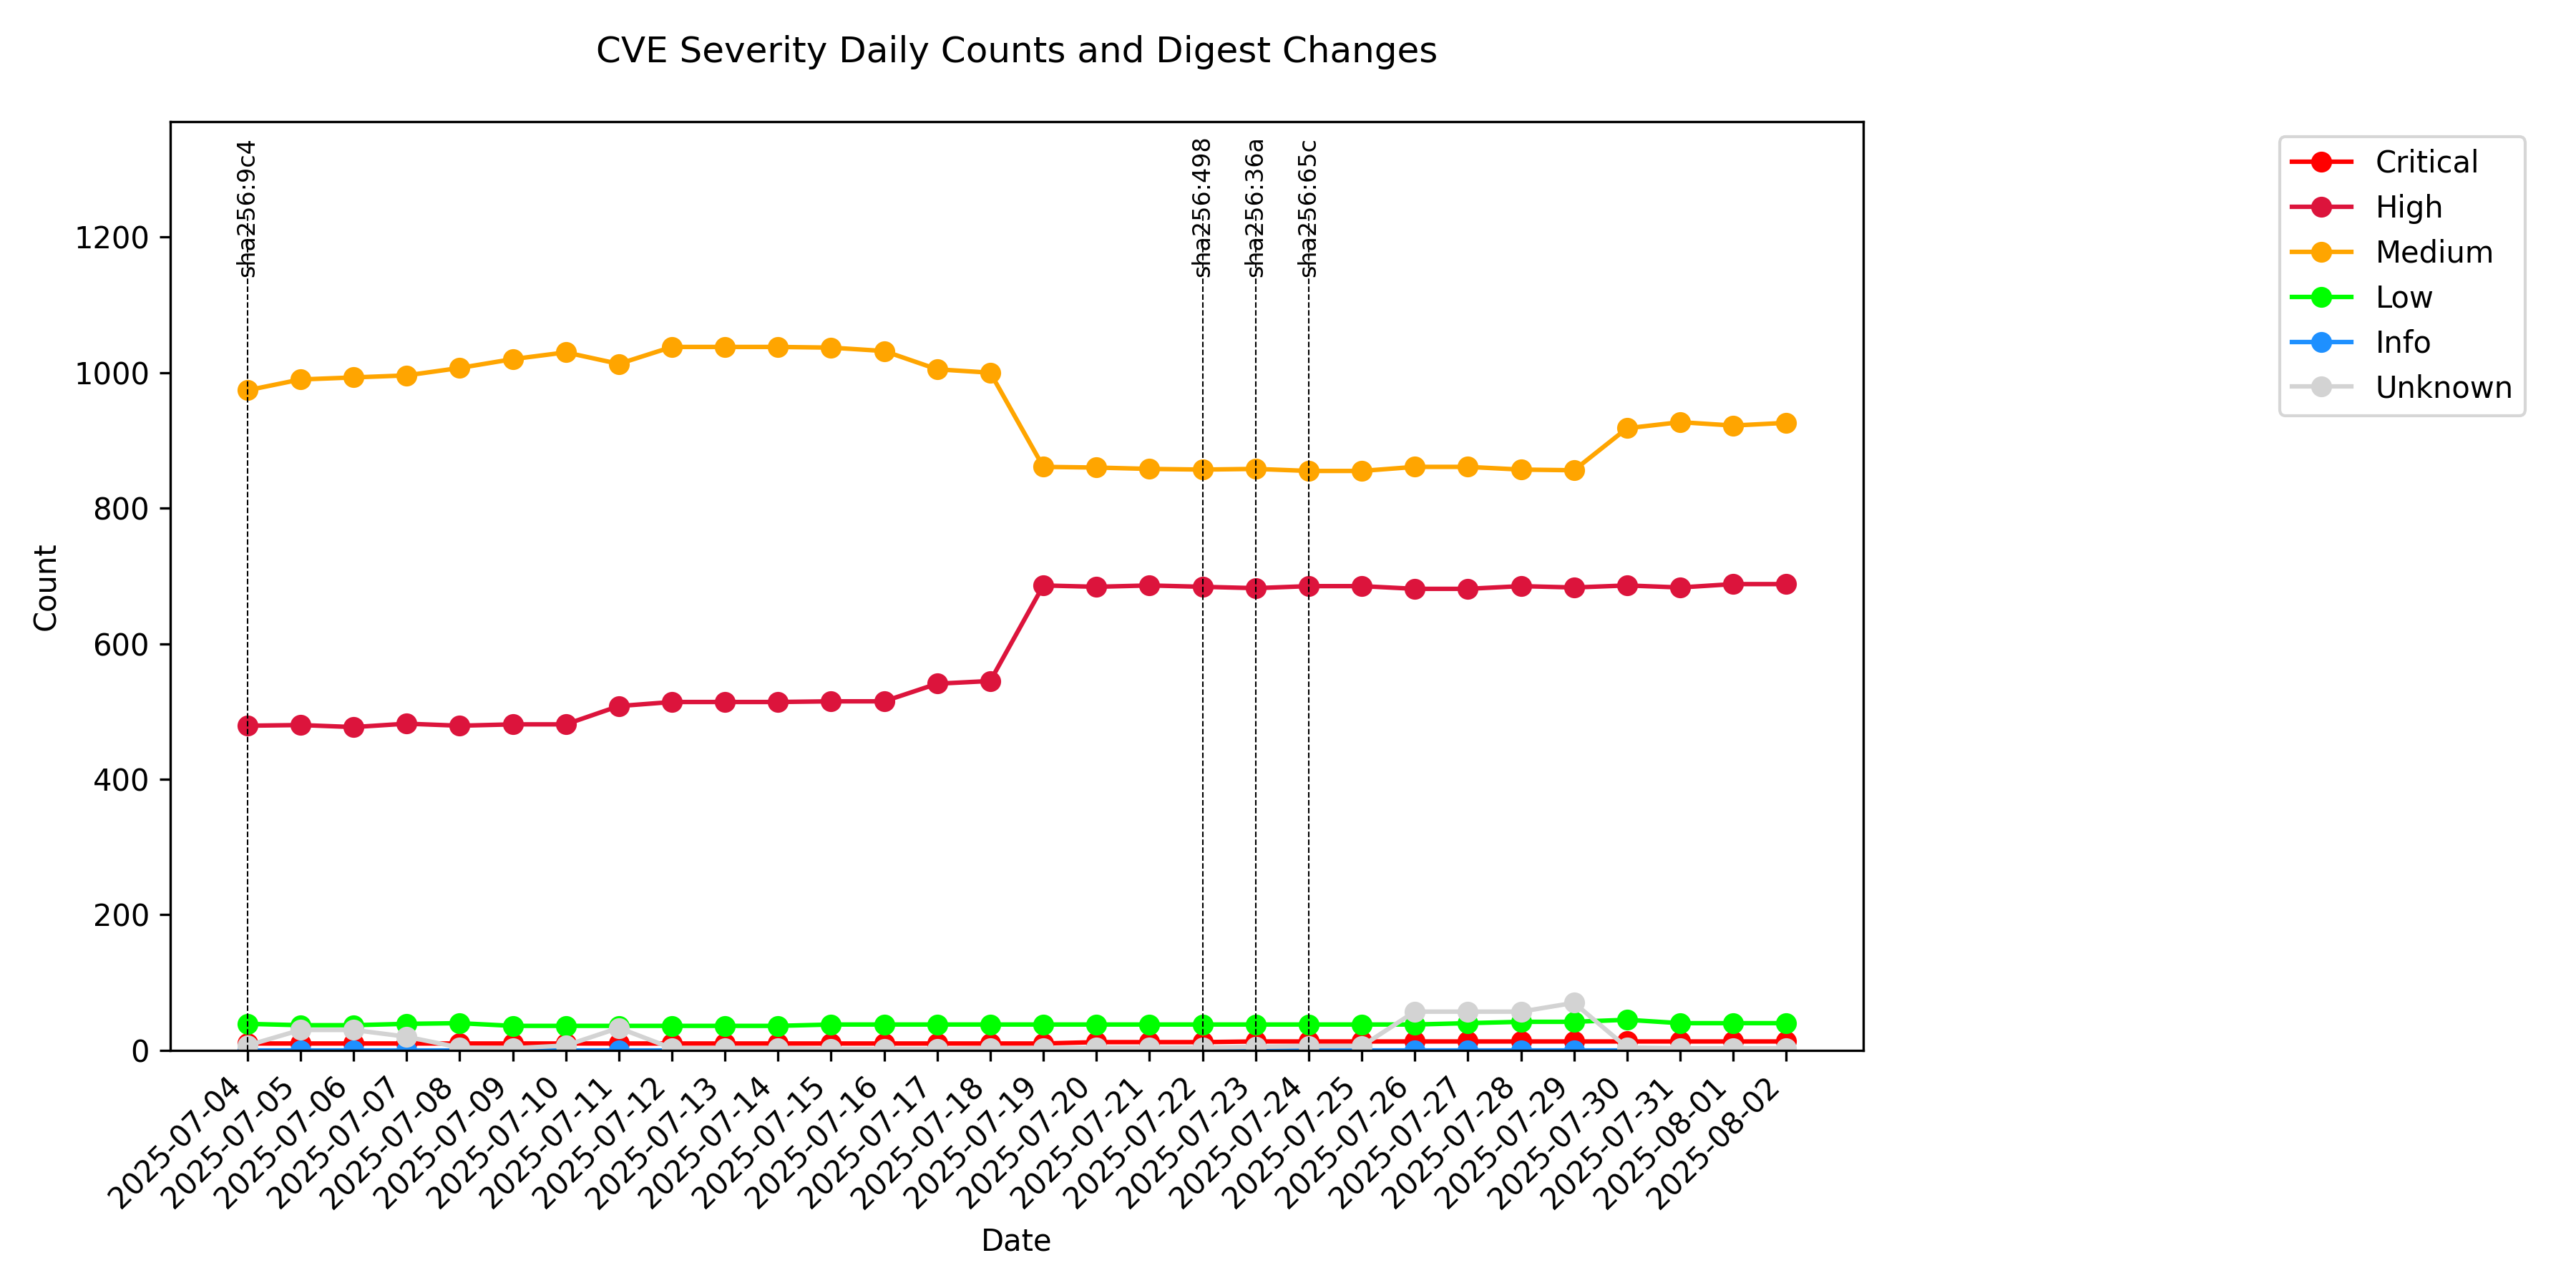 CVE Severity Daily Counts and Digest Changes
sha256:9c4
sha256:498
sha256:36a
sha256:65c
Critical
High
Medium
Low
Info
Unknown
Count
1200
1000
800
600
400
200
0
2025-07-04
2025-07-05
2025-07-06
2025-07-07
2025-07-08
2025-07-09
2025-07-10
2025-07-11
2025-07-12
2025-07-13
2025-07-14
2025-07-15
2025-07-16
2025-07-17
2025-07-18
2025-07-19
2025-07-20
2025-07-21
2025-07-22
2025-07-23
2025-07-24
2025-07-25
2025-07-26
2025-07-27
2025-07-28
2025-07-29
2025-07-30
2025-07-31
2025-08-01
2025-08-02
Date